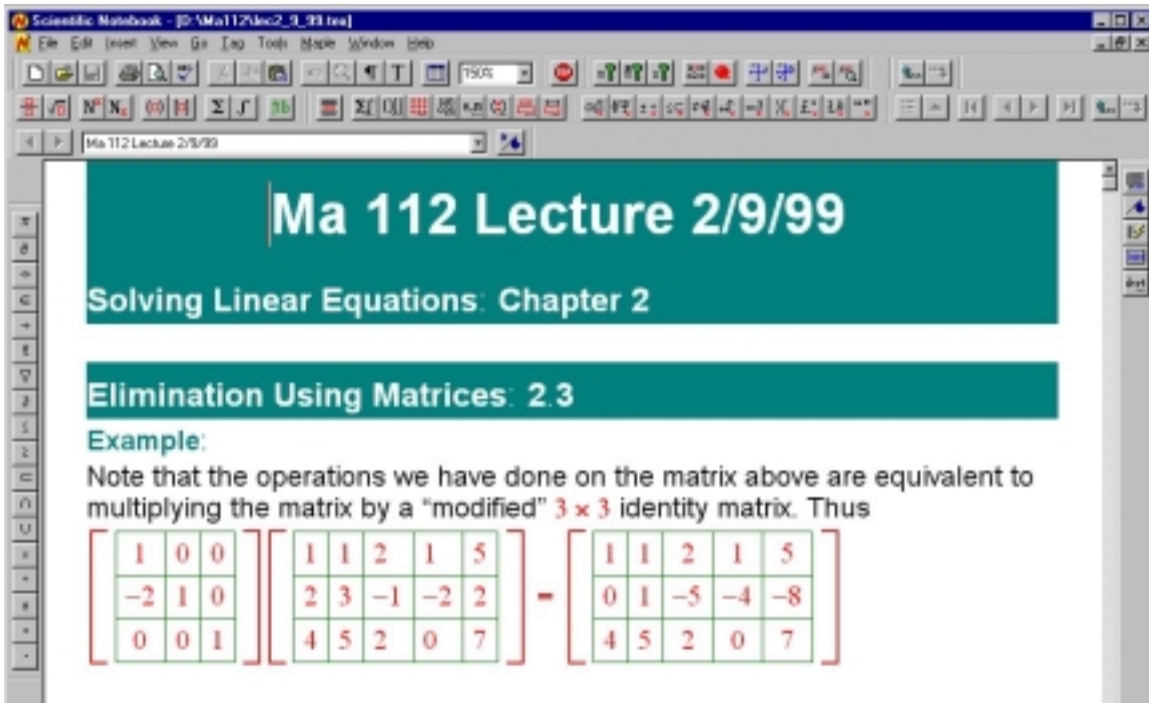 Scientific Notebook - [D:\Ma112\lec2_9_99.tex]
File Edit Insert View Go Tag Tools Maple Window Help
150%
Ma 112 Lecture 2/9/99
Ma 112 Lecture 2/9/99
Solving Linear Equations: Chapter 2
Elimination Using Matrices: 2.3
Example:
Note that the operations we have done on the matrix above are equivalent to
multiplying the matrix by a “modified” 3 × 3 identity matrix. Thus
1 0 0 1 1 2 1 5 1 1 2 1 5
−2 1 0 2 3 −1 −2 2 = 0 1 −5 −4 −8
0 0 1 4 5 2 0 7 4 5 2 0 7